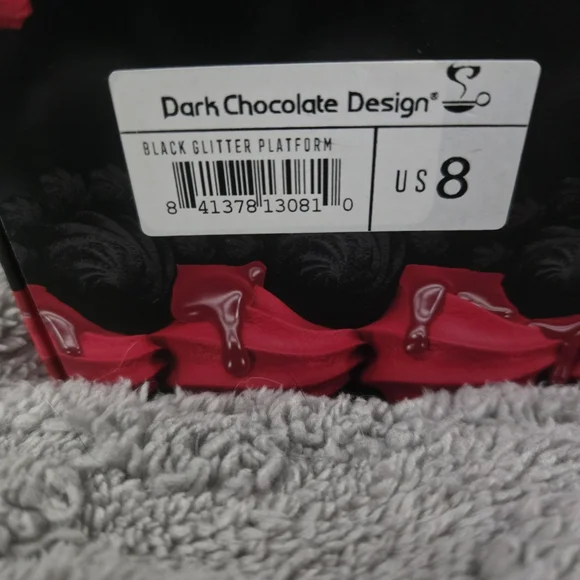 Dark Chocolate Design®
BLACK GLITTER PLATFORM
US 8
8 41378 13081 0